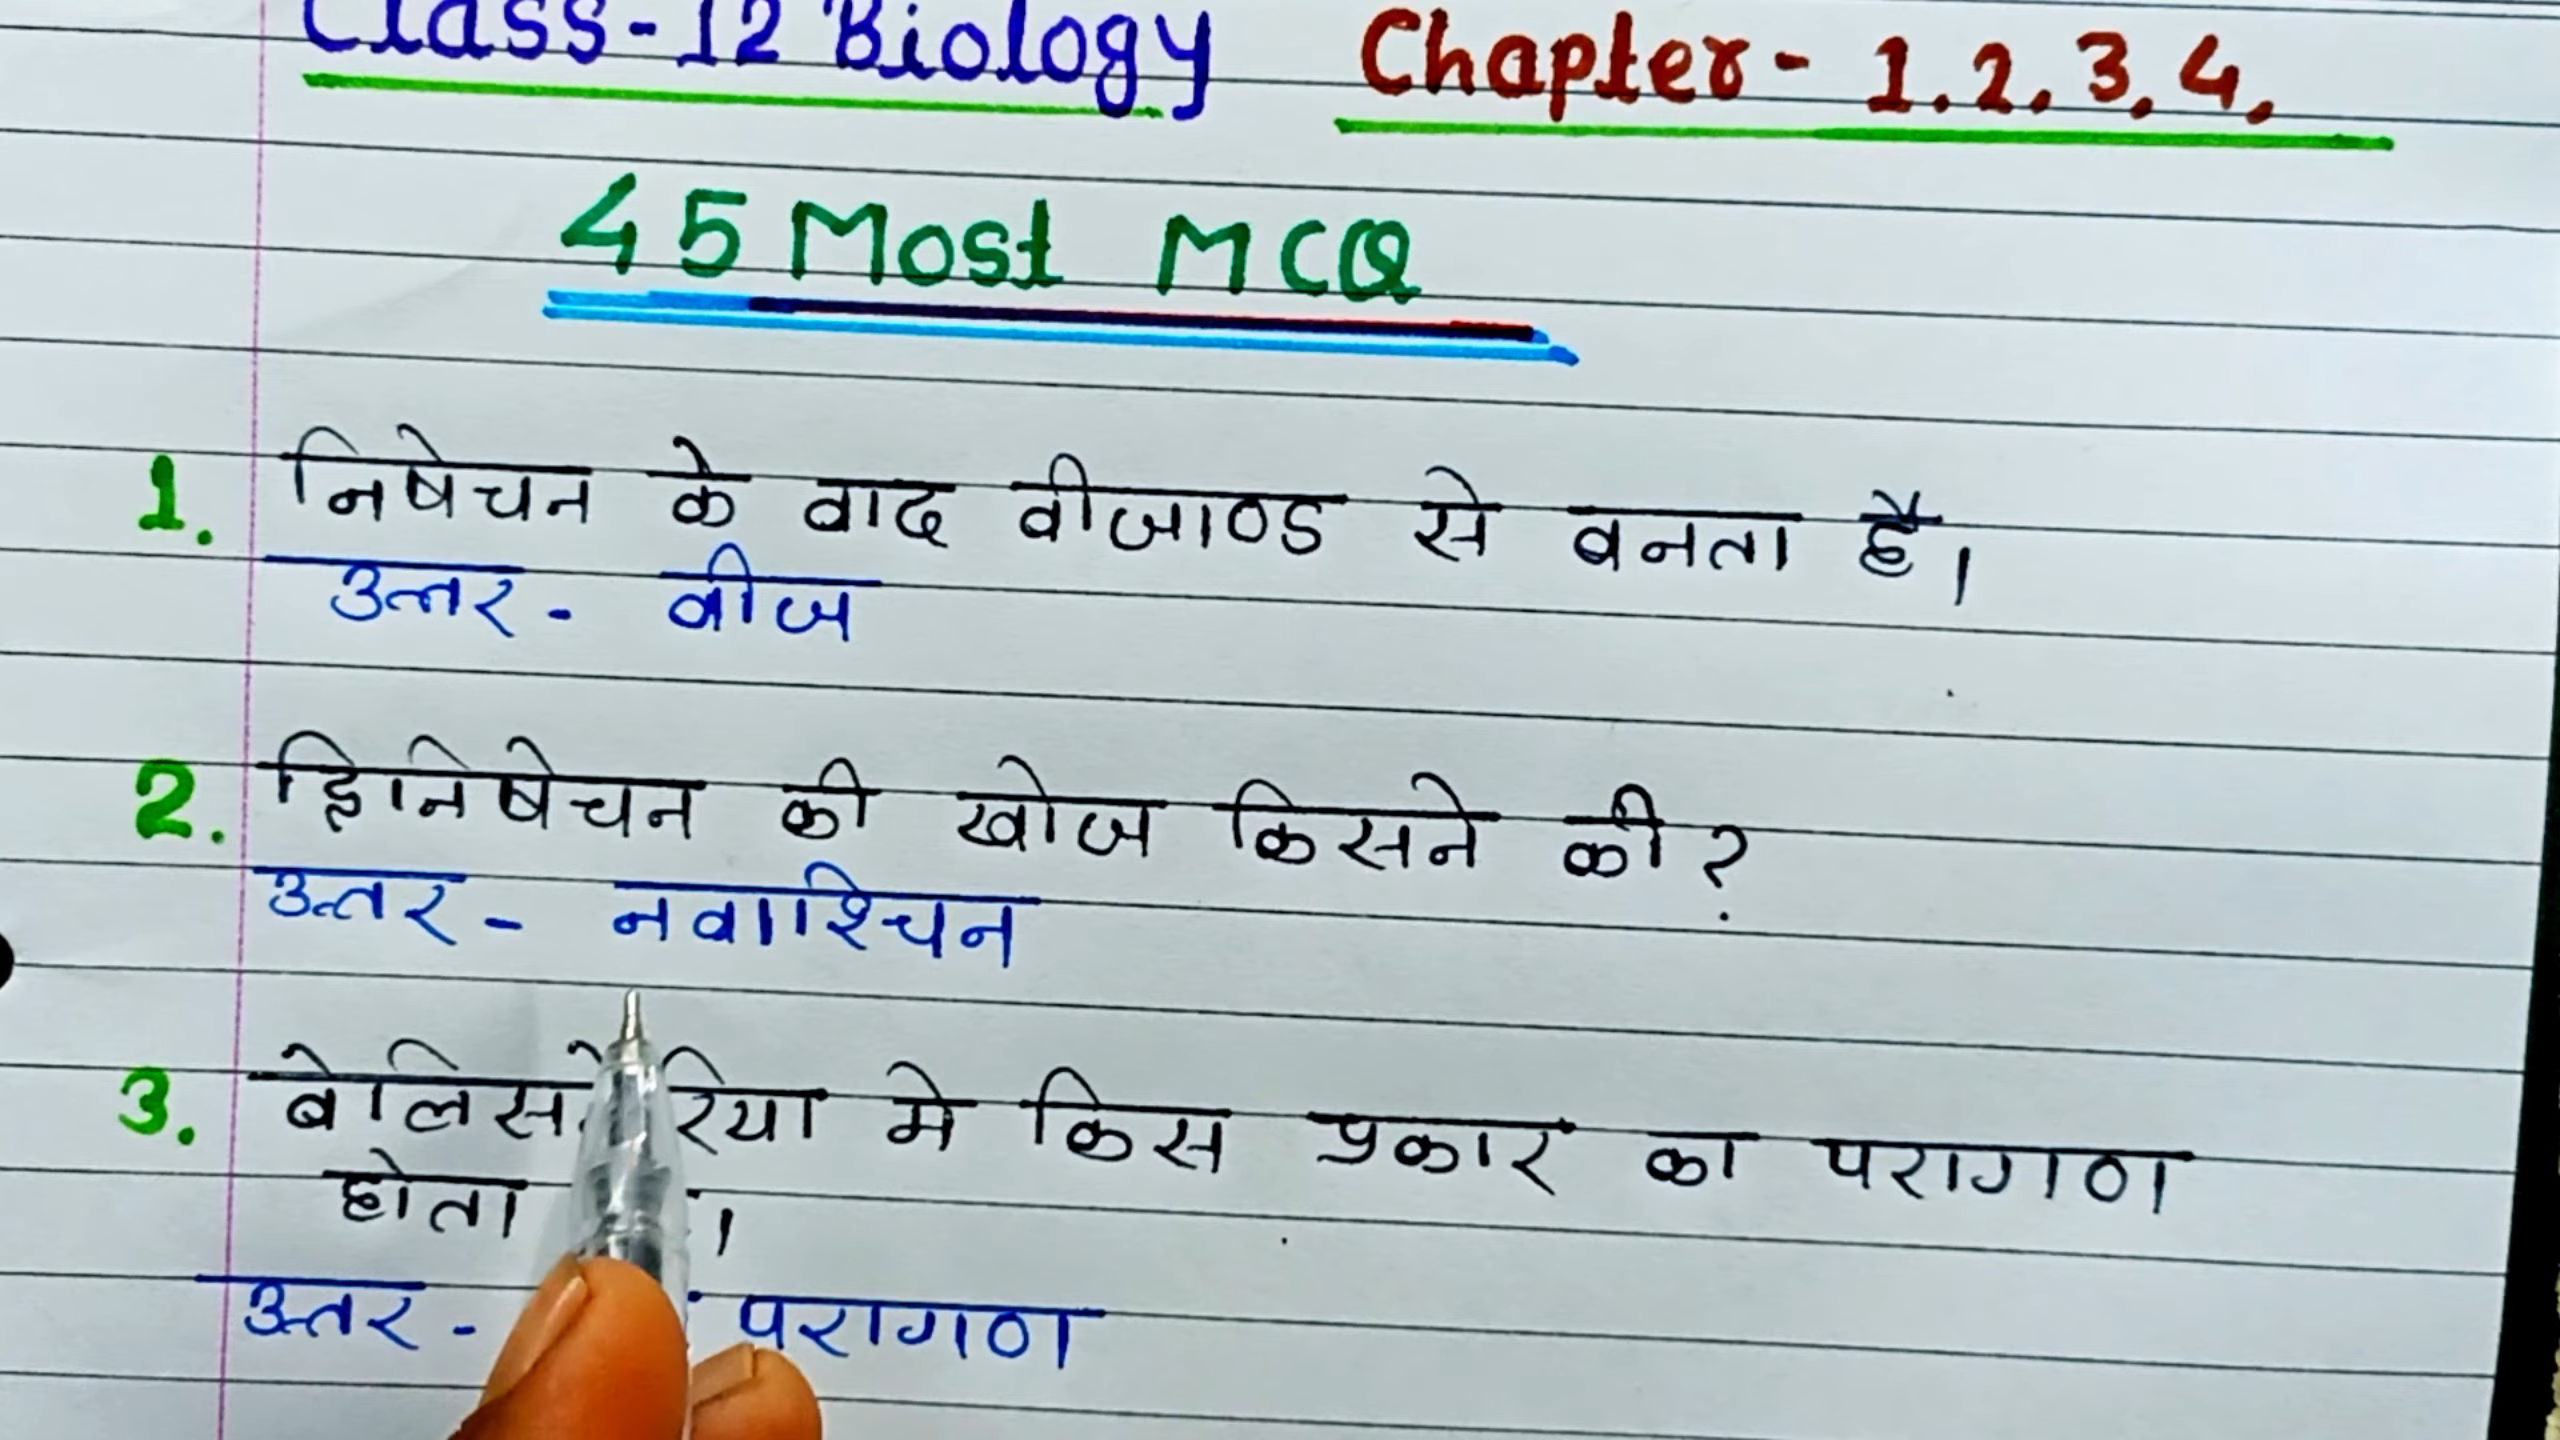 Class-12 Biology Chapter- 1.2.3.4.
45 Most MCQ
1. निषेचन के वाद वीजाण्ड से बनता है।
उत्तर- वीज
2. द्विनिषेचन की खोज किसने की?
उत्तर- नवाश्चिन
3. मे किस प्रकार का परागण
होता ।
उत्तर- परागण